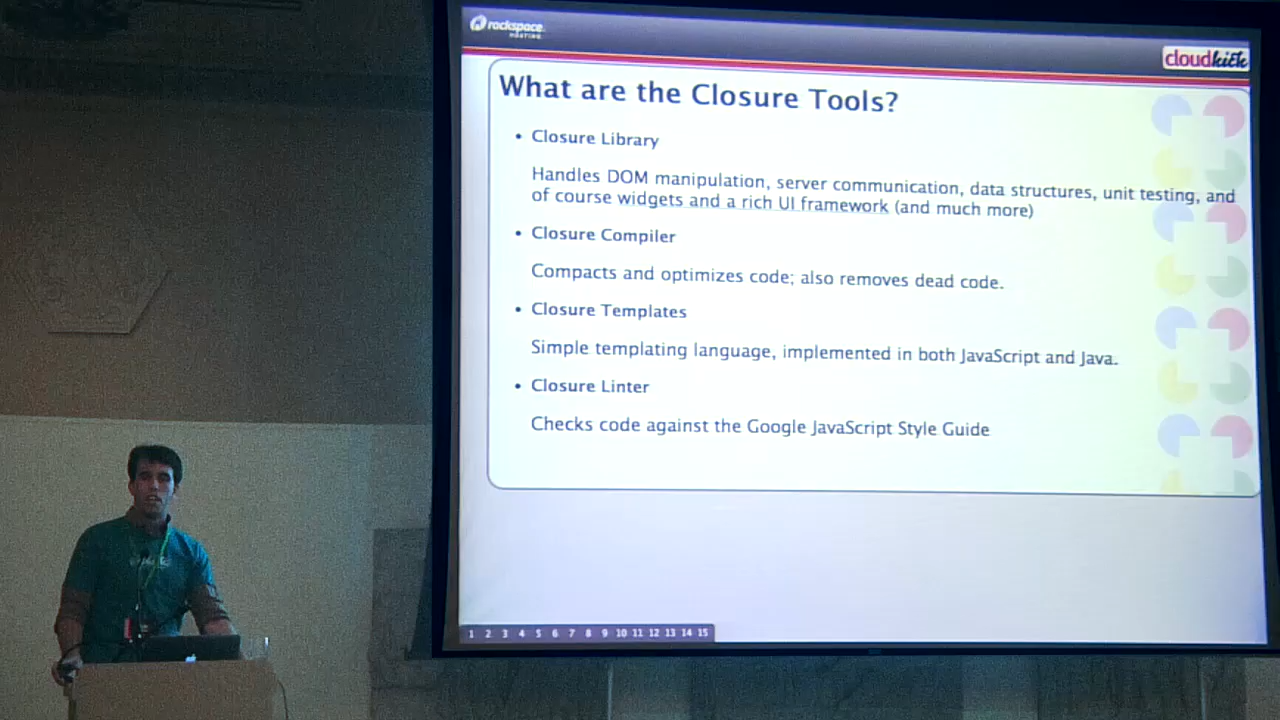 rackspace.
HOSTING
cloudkick
What are the Closure Tools?
• Closure Library
Handles DOM manipulation, server communication, data structures, unit testing, and
of course widgets and a rich UI framework (and much more)
• Closure Compiler
Compacts and optimizes code; also removes dead code.
• Closure Templates
Simple templating language, implemented in both JavaScript and Java.
• Closure Linter
Checks code against the Google JavaScript Style Guide
1 2 3 4 5 6 7 8 9 10 11 12 13 14 15